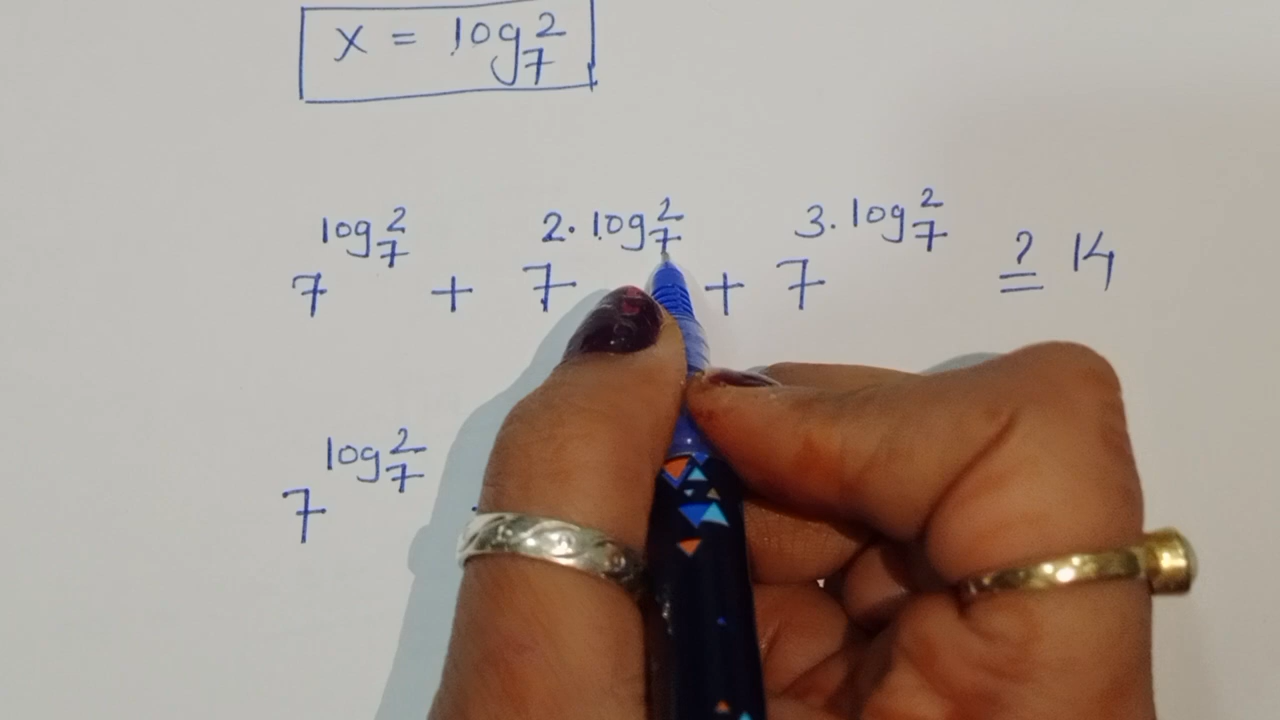 x = log₇2
7^(log₇2) + 7^(2·log₇2) + 7^(3·log₇2) ≟ 14
7^(log₇2)